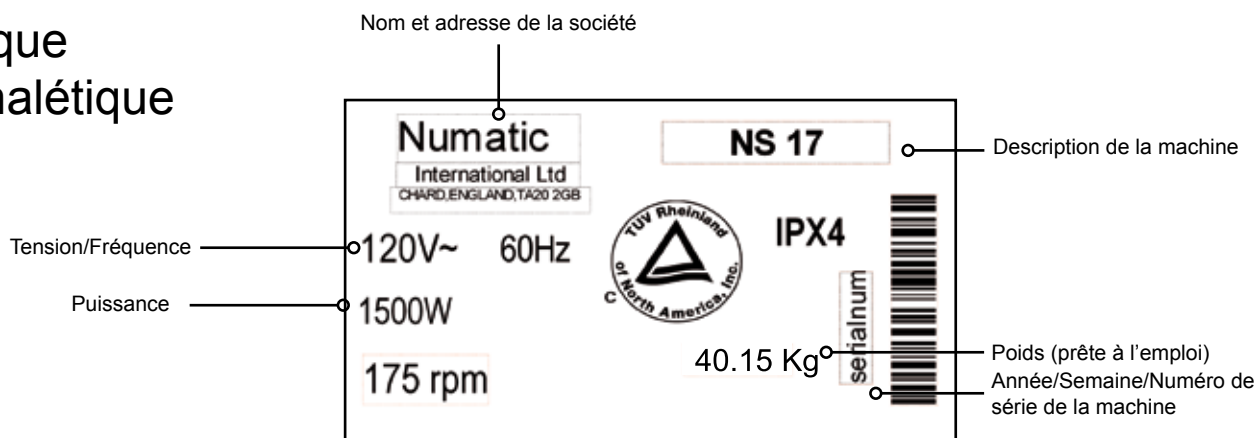 Nom et adresse de la société
que
nalétique
Numatic
International Ltd
CHARD,ENGLAND,TA20 2GB
NS 17
Description de la machine
Tension/Fréquence
120V~ 60Hz
TUV Rheinland
of North America, Inc.
C
IPX4
Puissance
1500W
serialnum
175 rpm
40.15 Kg
Poids (prête à l’emploi)
Année/Semaine/Numéro de
série de la machine